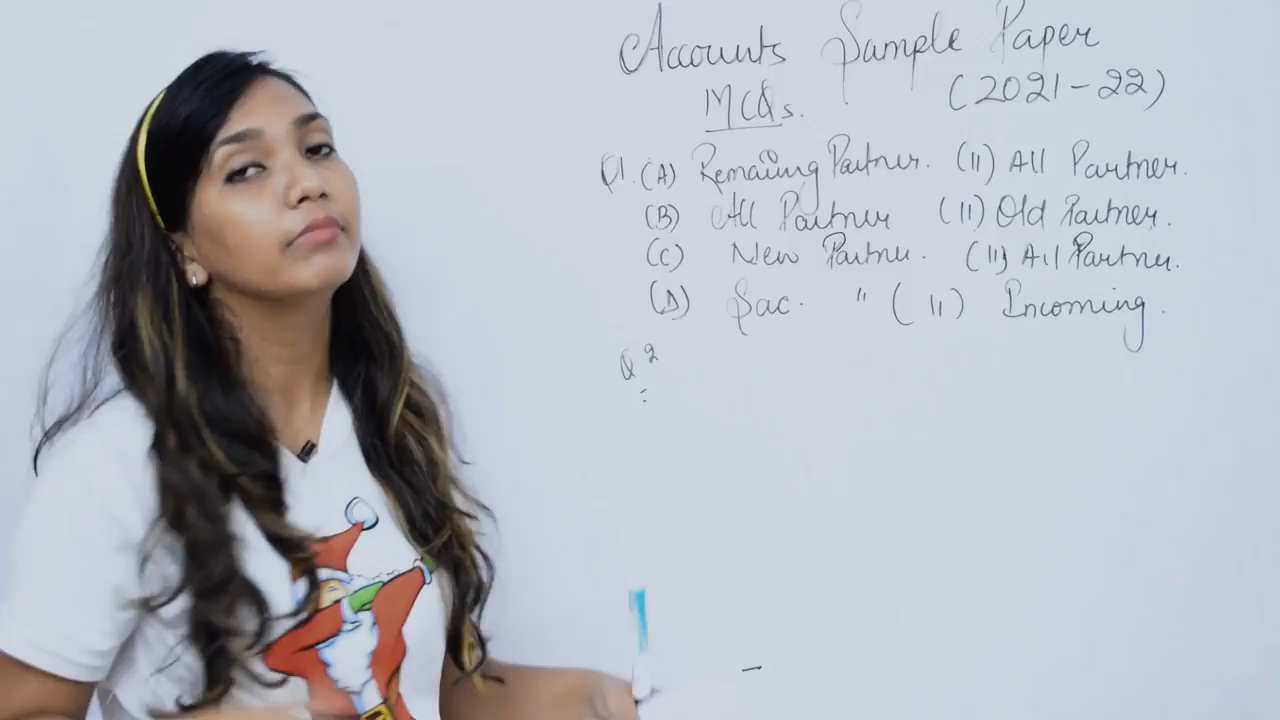 Accounts Sample Paper
MCQs. (2021-22)
Q1. (A) Remaining Partner. (II) All Partner.
(B) All Partner (II) Old Partner.
(C) New Partner. (II) All Partner.
(D) Sac. " (II) Incoming.
Q2